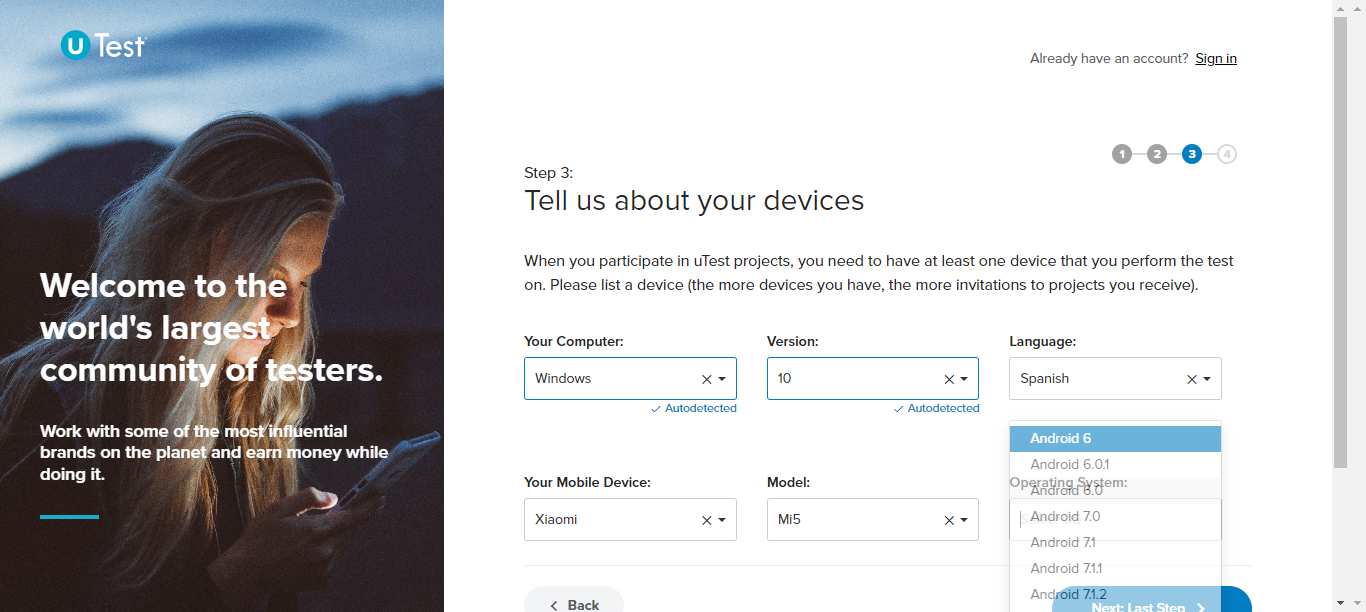 U Test
Already have an account? Sign in
1 2 3 4
Step 3:
Tell us about your devices
Welcome to the
world's largest
community of testers.
Work with some of the most influential
brands on the planet and earn money while
doing it.
When you participate in uTest projects, you need to have at least one device that you perform the test
on. Please list a device (the more devices you have, the more invitations to projects you receive).
Your Computer: Version: Language:
Windows 10 Spanish
Autodetected Autodetected
Your Mobile Device: Model: Operating System:
Xiaomi Mi5
Android 6
Android 6.0.1
Android 6.0
Android 7.0
Android 7.1
Android 7.1.1
Android 7.1.2
Back Next: Last Step